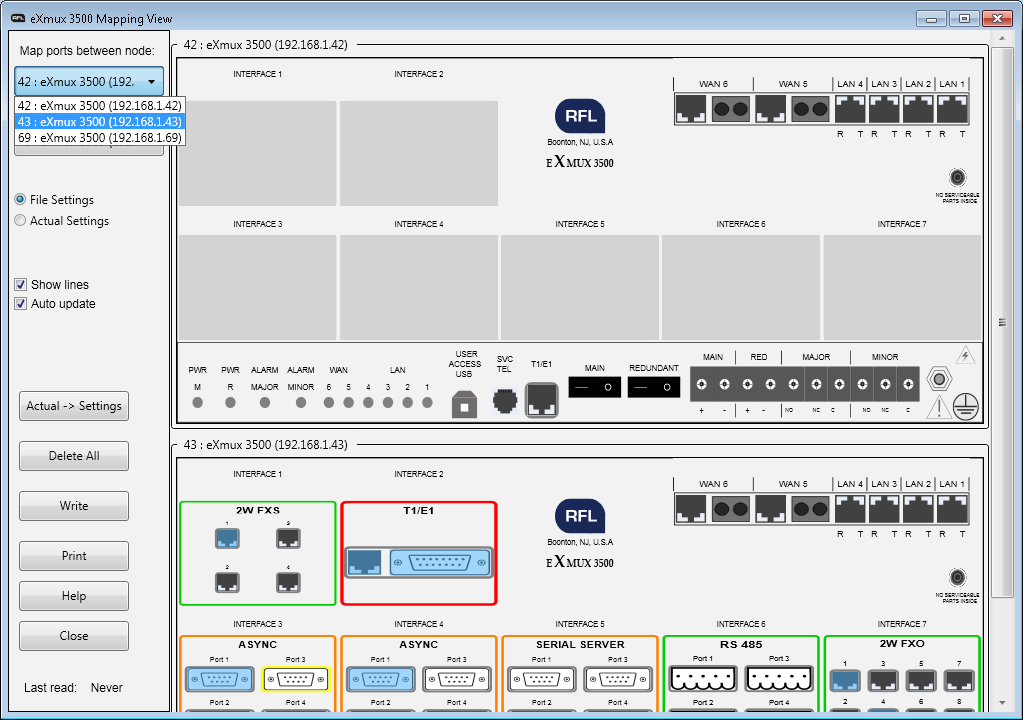 RFL eXmux 3500 Mapping View
Map ports between node:
42 : eXmux 3500 (192.
42 : eXmux 3500 (192.168.1.42)
43 : eXmux 3500 (192.168.1.43)
69 : eXmux 3500 (192.168.1.69)
File Settings
Actual Settings
Show lines
Auto update
Actual -> Settings
Delete All
Write
Print
Help
Close
Last read: Never
42 : eXmux 3500 (192.168.1.42)
INTERFACE 1 INTERFACE 2
WAN 6 WAN 5 LAN 4 LAN 3 LAN 2 LAN 1
RFL
Boonton, NJ, U.S.A
EXMUX 3500
R T R T R T R T
NO SERVICEABLE
PARTS INSIDE
INTERFACE 3 INTERFACE 4 INTERFACE 5 INTERFACE 6 INTERFACE 7
PWR PWR ALARM ALARM WAN LAN
M R MAJOR MINOR 6 5 4 3 2 1
USER
ACCESS
USB
SVC
TEL
T1/E1
MAIN REDUNDANT
— O — O
MAIN RED MAJOR MINOR
+ - + - NO NC C NO NC C
43 : eXmux 3500 (192.168.1.43)
INTERFACE 1 INTERFACE 2
WAN 6 WAN 5 LAN 4 LAN 3 LAN 2 LAN 1
2W FXS T1/E1
1 3
2 4
RFL
Boonton, NJ, U.S.A
EXMUX 3500
R T R T R T R T
NO SERVICEABLE
PARTS INSIDE
INTERFACE 3 INTERFACE 4 INTERFACE 5 INTERFACE 6 INTERFACE 7
ASYNC ASYNC SERIAL SERVER RS 485 2W FXO
Port 1 Port 3 Port 1 Port 3 Port 1 Port 3 Port 1 Port 3 1 3 5 7
Port 2 Port 4 Port 2 Port 4 Port 2 Port 4 Port 2 Port 4 2 4 6 8